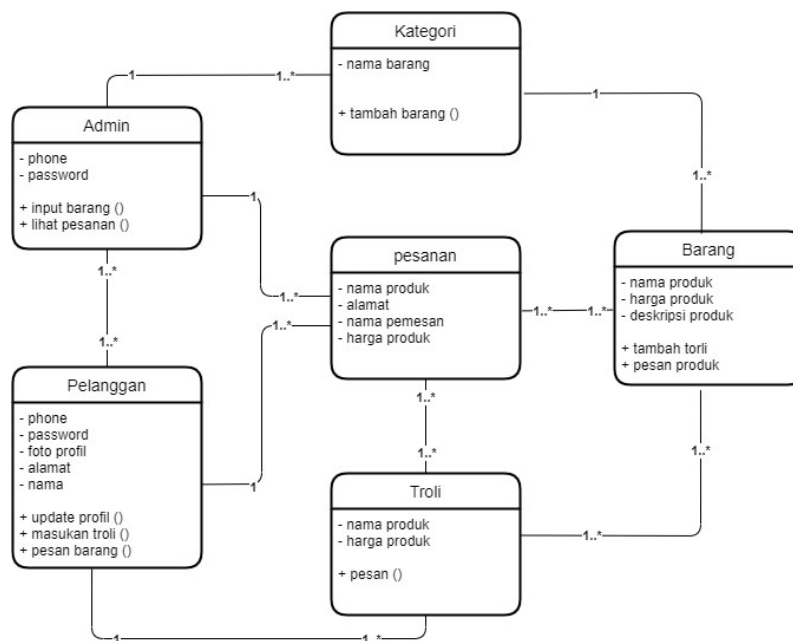 Kategori
- nama barang
+ tambah barang ()
1
1..*
1
1..*
Admin
- phone
- password
+ input barang ()
+ lihat pesanan ()
1
1..*
1..*
1..*
pesanan
- nama produk
- alamat
- nama pemesan
- harga produk
1..*
1..*
1..*
Barang
- nama produk
- harga produk
- deskripsi produk
+ tambah torli
+ pesan produk
Pelanggan
- phone
- password
- foto profil
- alamat
- nama
+ update profil ()
+ masukan troli ()
+ pesan barang ()
1
1..*
1..*
1..*
1..*
Troli
- nama produk
- harga produk
+ pesan ()
1
1..*